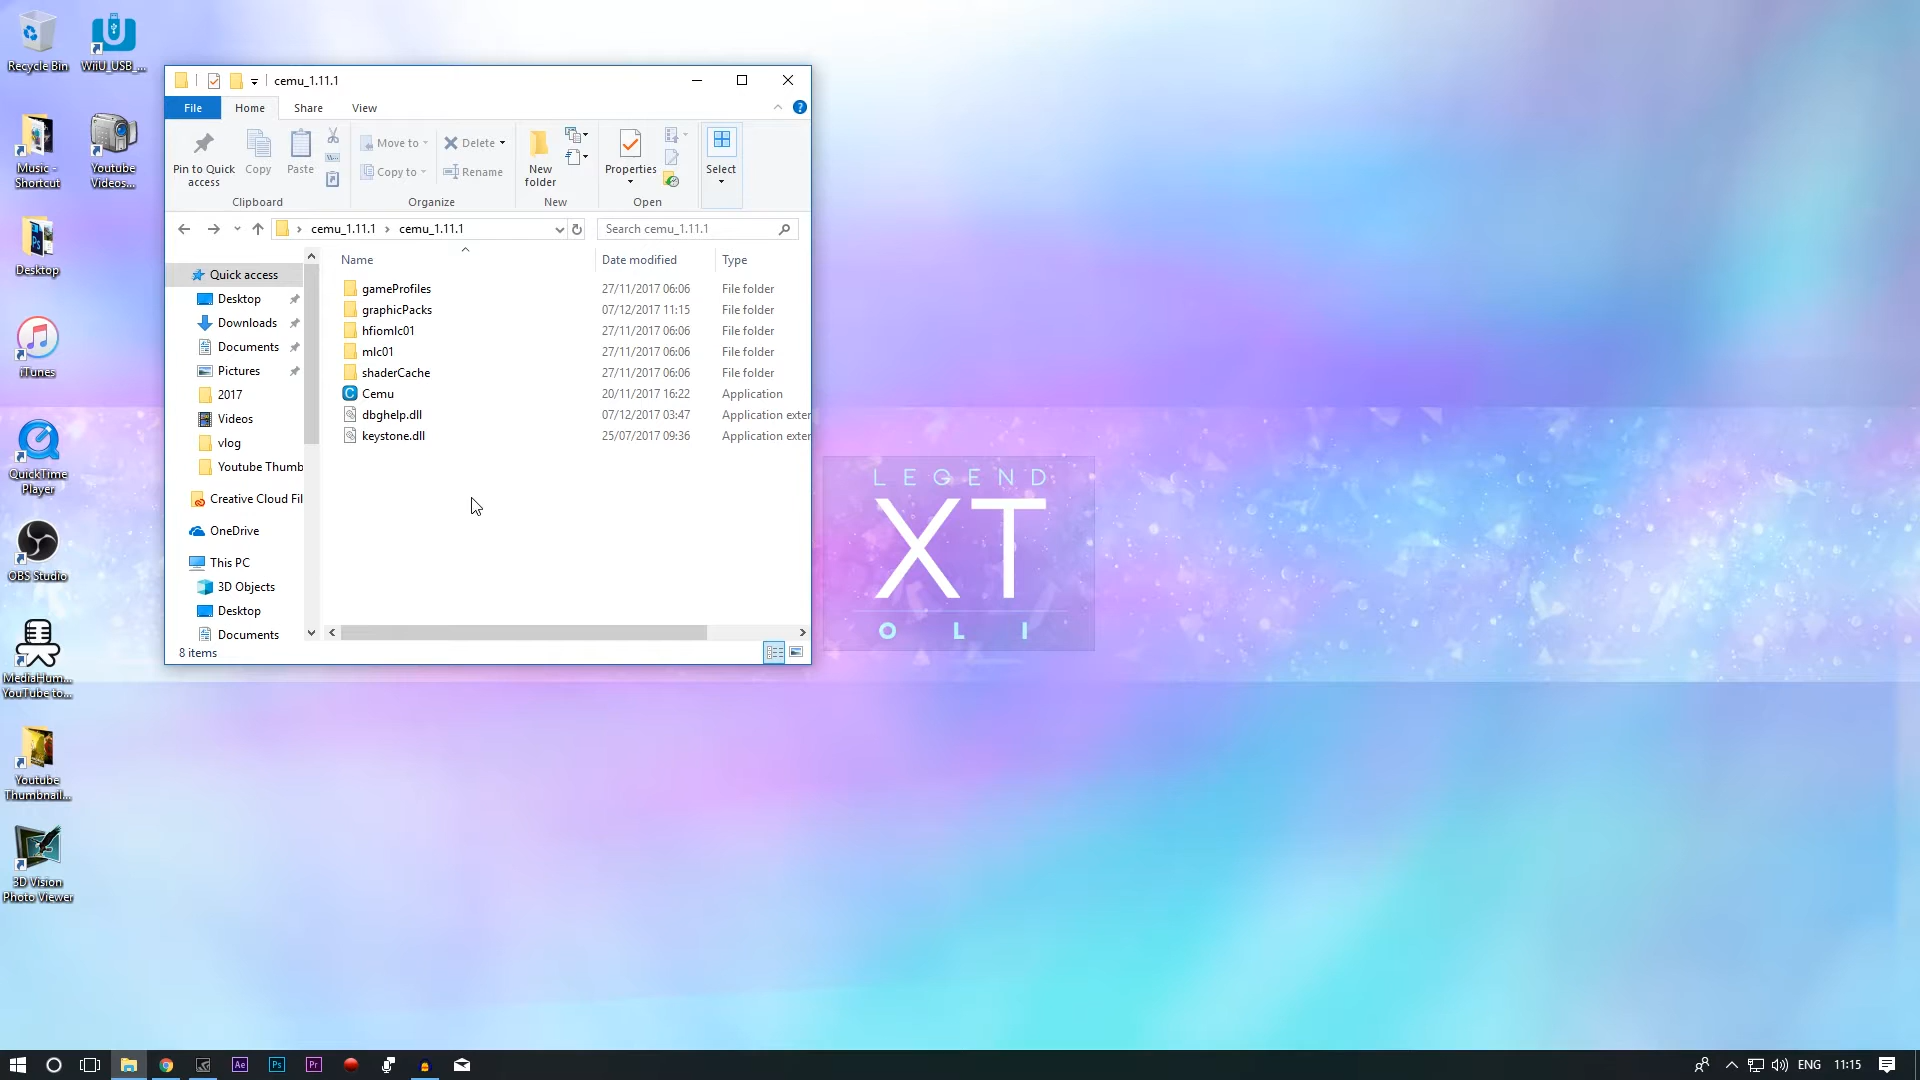 Recycle Bin
WiiU_USB_...
Music - Shortcut
Youtube Videos...
Desktop
iTunes
QuickTime Player
OBS Studio
MediaHum... YouTube to...
Youtube Thumbnail...
3D Vision Photo Viewer
cemu_1.11.1
File Home Share View
Pin to Quick access
Copy
Paste
Move to
Copy to
Delete
Rename
New folder
Properties
Select
Clipboard
Organize
New
Open
cemu_1.11.1 cemu_1.11.1
Search cemu_1.11.1
Name Date modified Type
Quick access
Desktop
Downloads
Documents
Pictures
2017
Videos
vlog
Youtube Thumb
Creative Cloud Fil
OneDrive
This PC
3D Objects
Desktop
Documents
gameProfiles 27/11/2017 06:06 File folder
graphicPacks 07/12/2017 11:15 File folder
hfiomlc01 27/11/2017 06:06 File folder
mlc01 27/11/2017 06:06 File folder
shaderCache 27/11/2017 06:06 File folder
Cemu 20/11/2017 16:22 Application
dbghelp.dll 07/12/2017 03:47 Application exter
keystone.dll 25/07/2017 09:36 Application exter
8 items
LEGEND
XT
OLI
Ae
Ps
Pr
ENG
11:15